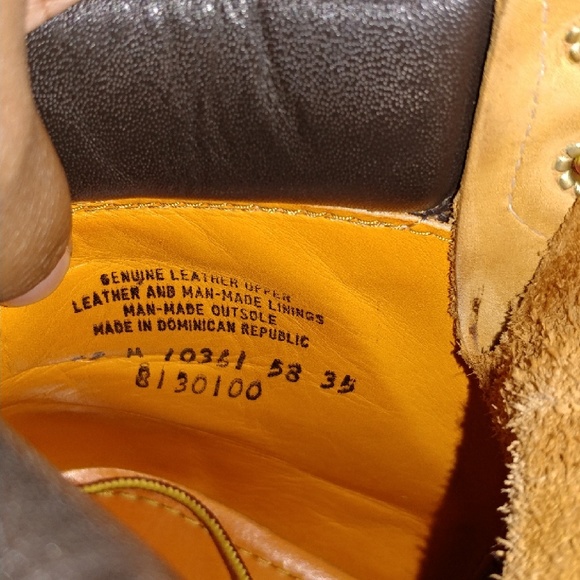 GENUINE LEATHER UPPER
LEATHER AND MAN-MADE LININGS
MAN-MADE OUTSOLE
MADE IN DOMINICAN REPUBLIC
M 10361 58 35
8130100